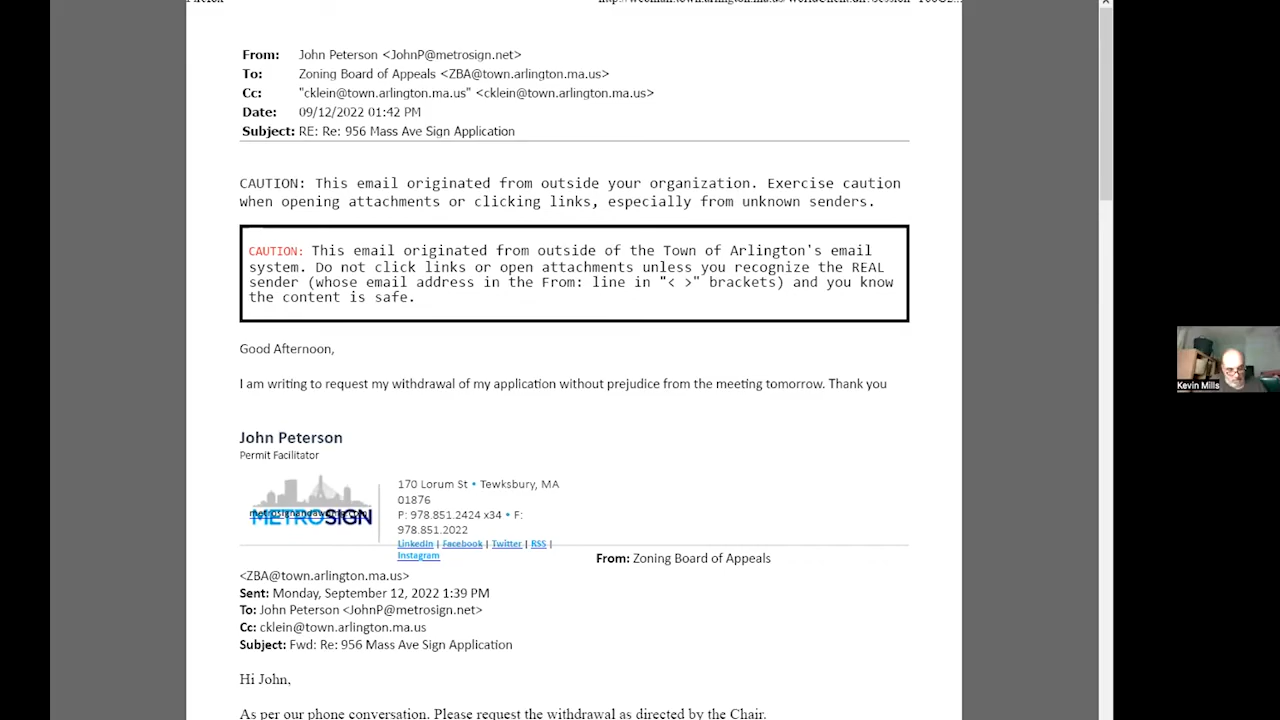 From: John Peterson <JohnP@metrosign.net>
To: Zoning Board of Appeals <ZBA@town.arlington.ma.us>
Cc: "cklein@town.arlington.ma.us" <cklein@town.arlington.ma.us>
Date: 09/12/2022 01:42 PM
Subject: RE: Re: 956 Mass Ave Sign Application
CAUTION: This email originated from outside your organization. Exercise caution
when opening attachments or clicking links, especially from unknown senders.
CAUTION: This email originated from outside of the Town of Arlington's email
system. Do not click links or open attachments unless you recognize the REAL
sender (whose email address in the From: line in "< >" brackets) and you know
the content is safe.
Good Afternoon,
I am writing to request my withdrawal of my application without prejudice from the meeting tomorrow. Thank you
John Peterson
Permit Facilitator
METROSIGN
170 Lorum St • Tewksbury, MA
01876
P: 978.851.2424 x34 • F:
978.851.2022
LinkedIn | Facebook | Twitter | RSS |
Instagram
From: Zoning Board of Appeals
<ZBA@town.arlington.ma.us>
Sent: Monday, September 12, 2022 1:39 PM
To: John Peterson <JohnP@metrosign.net>
Cc: cklein@town.arlington.ma.us
Subject: Fwd: Re: 956 Mass Ave Sign Application
Hi John,
As per our phone conversation. Please request the withdrawal as directed by the Chair.
Kevin Mills